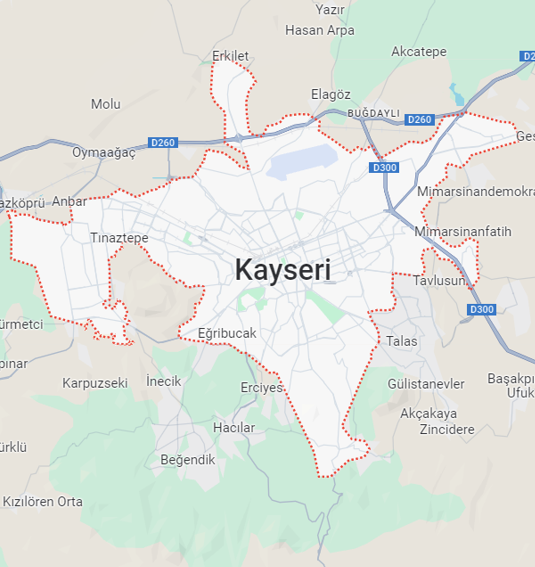 Yazır
Hasan Arpa
Akcatepe
Erkilet
D2
Elagöz
Molu
BUĞDAYLI
D260
D260
Ges
Oymaağaç
D300
Mimarsinandemokra
azköprü
Anbar
Tınaztepe
Mimarsinanfatih
Kayseri
Tavlusun
D300
ürmetci
Eğribucak
Talas
pınar
Karpuzseki
İnecik
Erciyes
Gülistanevler
Başakpı
Ufuk
Akçakaya
Zincidere
Hacılar
ürklü
Beğendik
Kızılören Orta